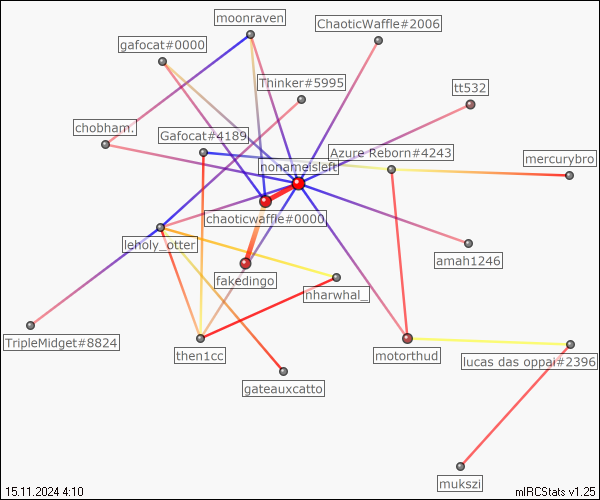 moonraven
ChaoticWaffle#2006
gafocat#0000
Thinker#5995
tt532
chobham.
Gafocat#4189
Azure Reborn#4243
mercurybro
nonameisleft
chaoticwaffle#0000
leholy_otter
amah1246
fakedingo
nharwhal_
TripleMidget#8824
then1cc
motorthud
lucas das oppai#2396
gateauxcatto
mukszi
15.11.2024 4:10
mIRCStats v1.25